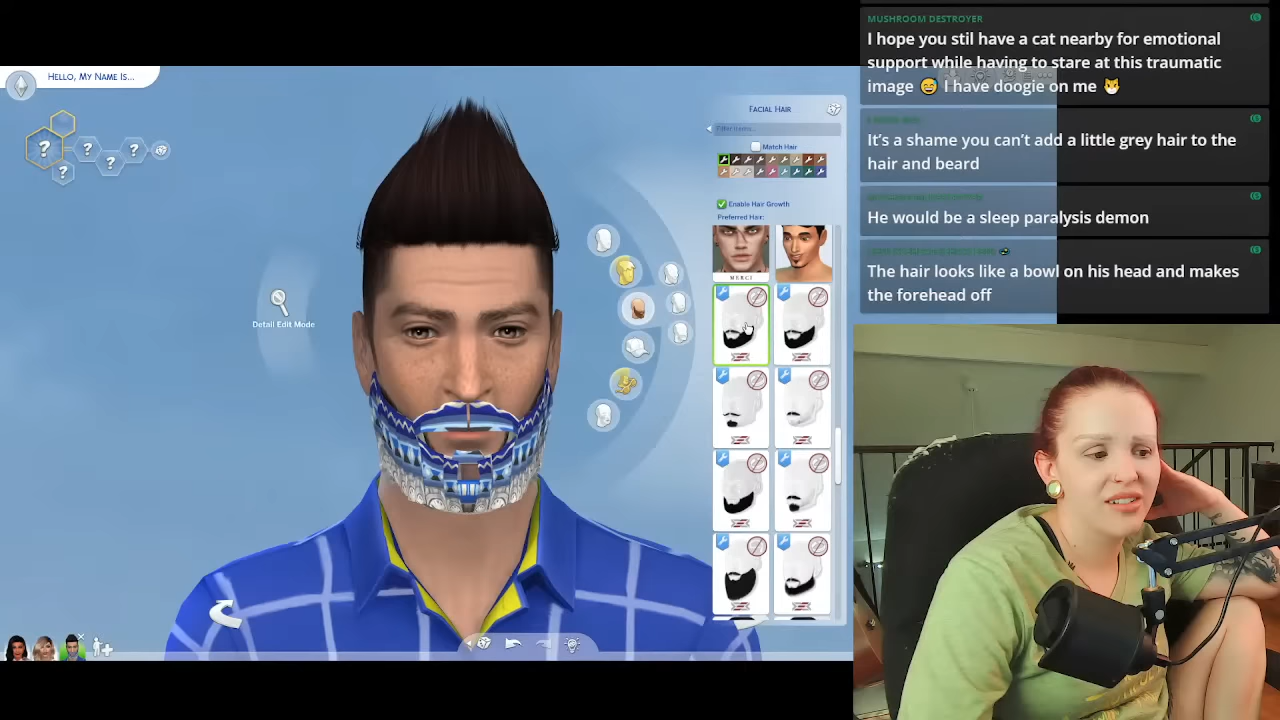 HELLO, MY NAME IS...
?
?
?
?
?
Detail Edit Mode
FACIAL HAIR
Filter items...
Match Hair
Enable Hair Growth
Preferred Hair:
MERCI
MUSHROOM DESTROYER
I hope you stil have a cat nearby for emotional
support while having to stare at this traumatic
image 😅 I have doogie on me 🐱
It's a shame you can't add a little grey hair to the
hair and beard
He would be a sleep paralysis demon
The hair looks like a bowl on his head and makes
the forehead off